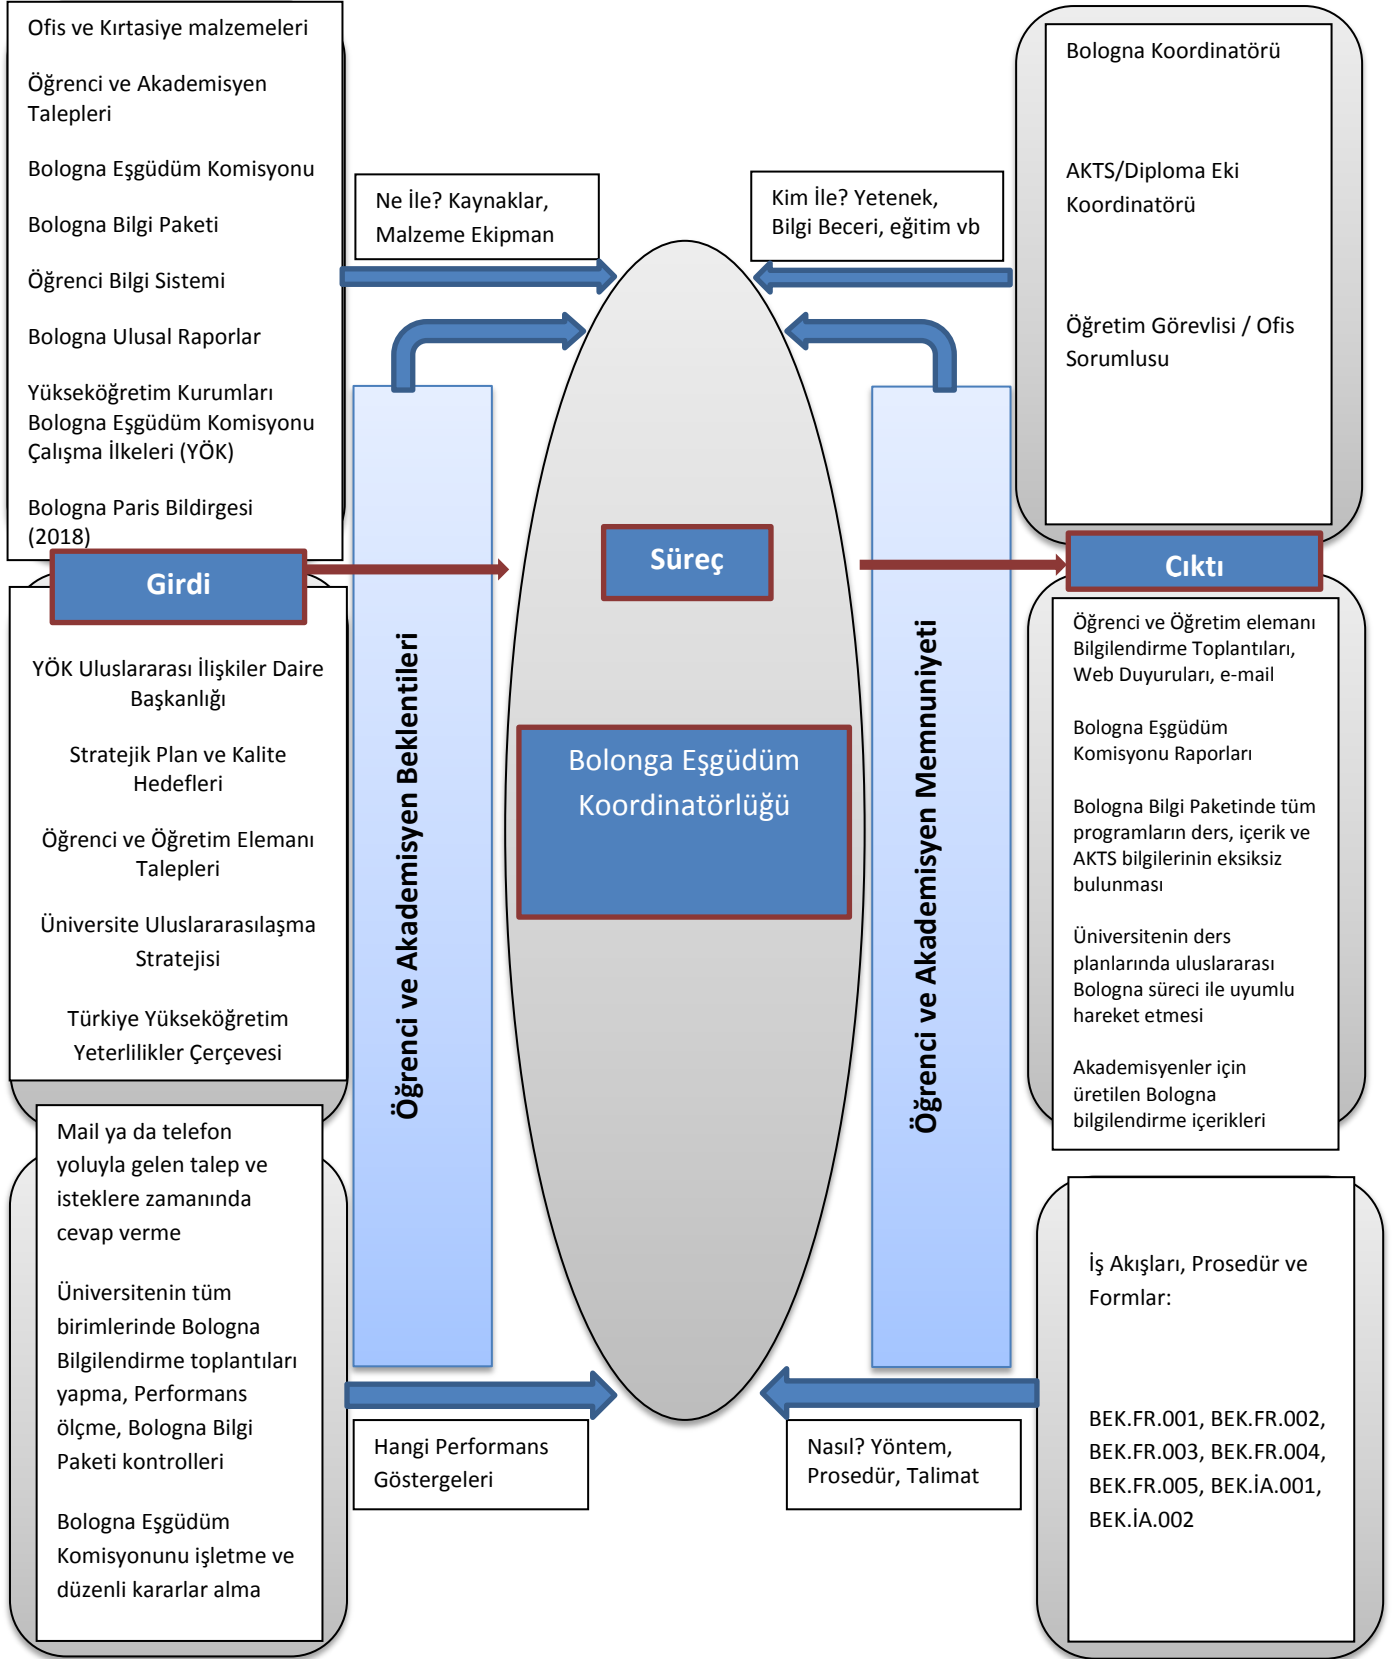 Ofis ve Kırtasiye malzemeleri
Öğrenci ve Akademisyen
Talepleri
Bologna Eşgüdüm Komisyonu
Bologna Bilgi Paketi
Öğrenci Bilgi Sistemi
Bologna Ulusal Raporlar
Yükseköğretim Kurumları
Bologna Eşgüdüm Komisyonu
Çalışma İlkeleri (YÖK)
Bologna Paris Bildirgesi
(2018)
Ne İle? Kaynaklar,
Malzeme Ekipman
Kim İle? Yetenek,
Bilgi Beceri, eğitim vb
Bologna Koordinatörü
AKTS/Diploma Eki
Koordinatörü
Öğretim Görevlisi / Ofis
Sorumlusu
Girdi
Süreç
Cıktı
YÖK Uluslararası İlişkiler Daire
Başkanlığı
Stratejik Plan ve Kalite
Hedefleri
Öğrenci ve Öğretim Elemanı
Talepleri
Üniversite Uluslararasılaşma
Stratejisi
Türkiye Yükseköğretim
Yeterlilikler Çerçevesi
Öğrenci ve Akademisyen Beklentileri
Bolonga Eşgüdüm
Koordinatörlüğü
Öğrenci ve Akademisyen Memnuniyeti
Öğrenci ve Öğretim elemanı
Bilgilendirme Toplantıları,
Web Duyuruları, e-mail
Bologna Eşgüdüm
Komisyonu Raporları
Bologna Bilgi Paketinde tüm
programların ders, içerik ve
AKTS bilgilerinin eksiksiz
bulunması
Üniversitenin ders
planlarında uluslararası
Bologna süreci ile uyumlu
hareket etmesi
Akademisyenler için
üretilen Bologna
bilgilendirme içerikleri
Mail ya da telefon
yoluyla gelen talep ve
isteklere zamanında
cevap verme
Üniversitenin tüm
birimlerinde Bologna
Bilgilendirme toplantıları
yapma, Performans
ölçme, Bologna Bilgi
Paketi kontrolleri
Bologna Eşgüdüm
Komisyonunu işletme ve
düzenli kararlar alma
Hangi Performans
Göstergeleri
Nasıl? Yöntem,
Prosedür, Talimat
İş Akışları, Prosedür ve
Formlar:
BEK.FR.001, BEK.FR.002,
BEK.FR.003, BEK.FR.004,
BEK.FR.005, BEK.İA.001,
BEK.İA.002